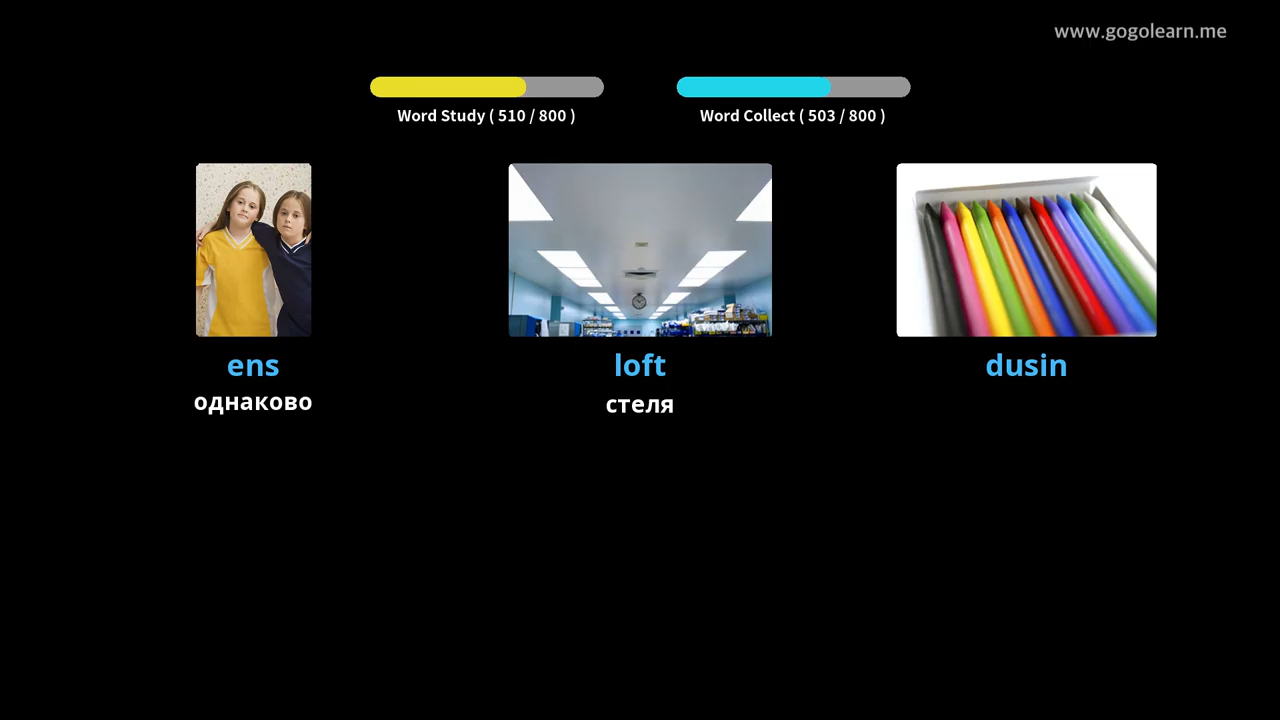 www.gogolearn.me
Word Study ( 510 / 800 )
Word Collect ( 503 / 800 )
ens
loft
dusin
однаково
стеля